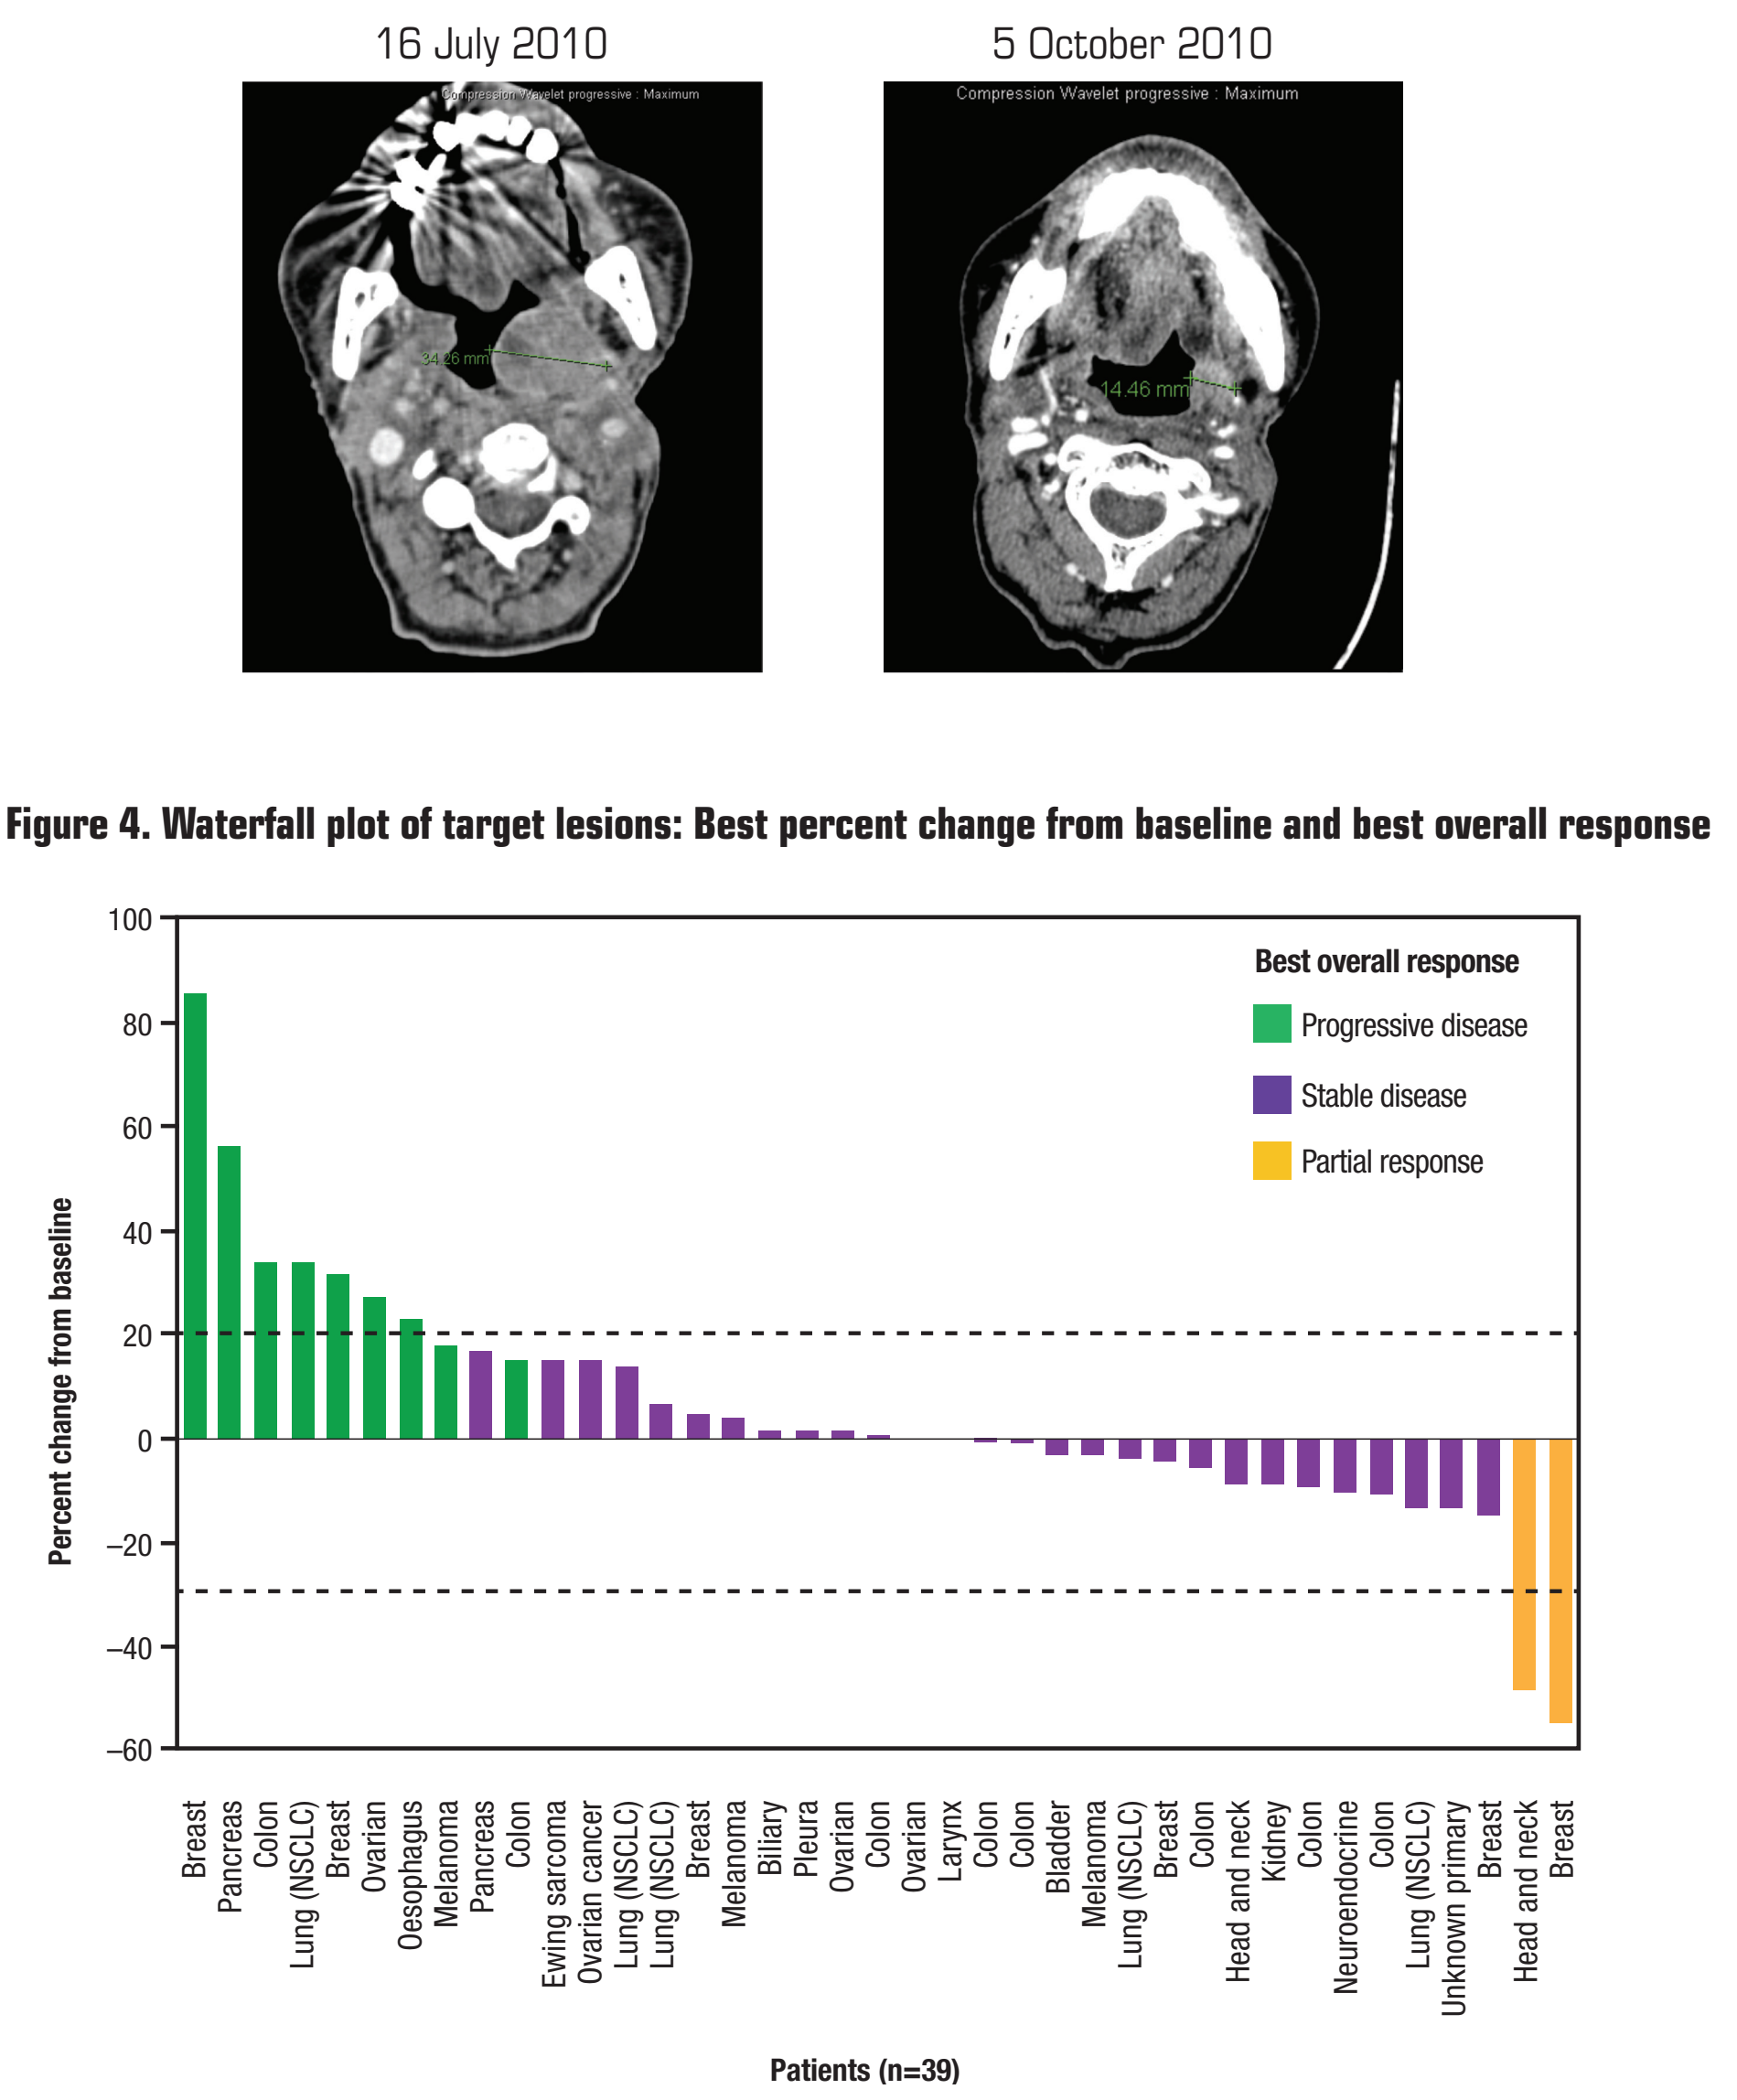 16 July 2010
5 October 2010
Compression Wavelet progressive : Maximum
Compression Wavelet progressive : Maximum
34.26 mm
14.46 mm
Figure 4. Waterfall plot of target lesions: Best percent change from baseline and best overall response
Percent change from baseline
100
80
60
40
20
0
–20
–40
–60
Best overall response
Progressive disease
Stable disease
Partial response
Breast
Pancreas
Colon
Lung (NSCLC)
Breast
Ovarian
Oesophagus
Melanoma
Pancreas
Colon
Ewing sarcoma
Ovarian cancer
Lung (NSCLC)
Lung (NSCLC)
Breast
Melanoma
Biliary
Pleura
Ovarian
Colon
Ovarian
Larynx
Colon
Colon
Bladder
Melanoma
Lung (NSCLC)
Breast
Colon
Head and neck
Kidney
Colon
Neuroendocrine
Colon
Lung (NSCLC)
Unknown primary
Breast
Head and neck
Breast
Patients (n=39)